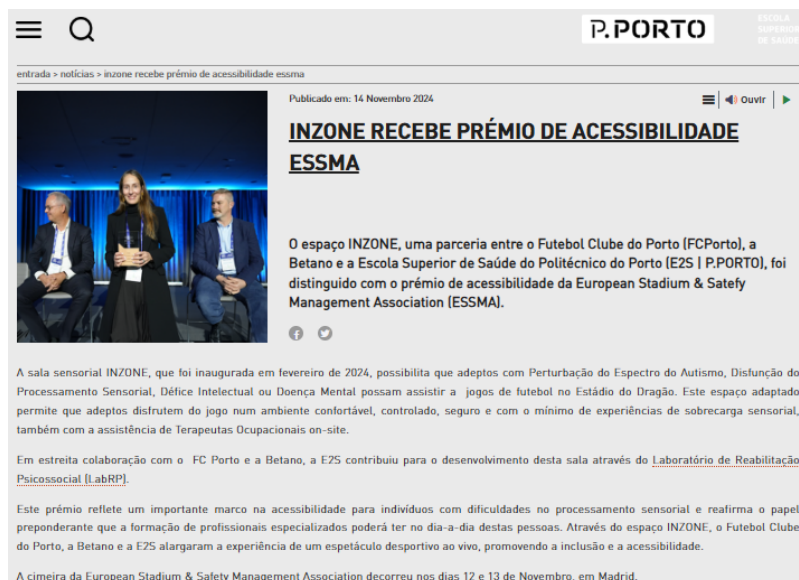 P.PORTO
ESCOLA
SUPERIOR
DE SAÚDE
entrada > notícias > inzone recebe prémio de acessibilidade essma
Publicado em: 14 Novembro 2024
Ouvir
INZONE RECEBE PRÉMIO DE ACESSIBILIDADE
ESSMA
O espaço INZONE, uma parceria entre o Futebol Clube do Porto (FCPorto), a
Betano e a Escola Superior de Saúde do Politécnico do Porto (E2S | P.PORTO), foi
distinguido com o prémio de acessibilidade da European Stadium & Satefy
Management Association (ESSMA).
A sala sensorial INZONE, que foi inaugurada em fevereiro de 2024, possibilita que adeptos com Perturbação do Espectro do Autismo, Disfunção do
Processamento Sensorial, Défice Intelectual ou Doença Mental possam assistir a jogos de futebol no Estádio do Dragão. Este espaço adaptado
permite que adeptos disfrutem do jogo num ambiente confortável, controlado, seguro e com o mínimo de experiências de sobrecarga sensorial,
também com a assistência de Terapeutas Ocupacionais on-site.
Em estreita colaboração com o FC Porto e a Betano, a E2S contribuiu para o desenvolvimento desta sala através do Laboratório de Reabilitação
Psicossocial (LabRP).
Este prémio reflete um importante marco na acessibilidade para indivíduos com dificuldades no processamento sensorial e reafirma o papel
preponderante que a formação de profissionais especializados poderá ter no dia-a-dia destas pessoas. Através do espaço INZONE, o Futebol Clube
do Porto, a Betano e a E2S alargaram a experiência de um espetáculo desportivo ao vivo, promovendo a inclusão e a acessibilidade.
A cimeira da European Stadium & Safety Management Association decorreu nos dias 12 e 13 de Novembro, em Madrid.